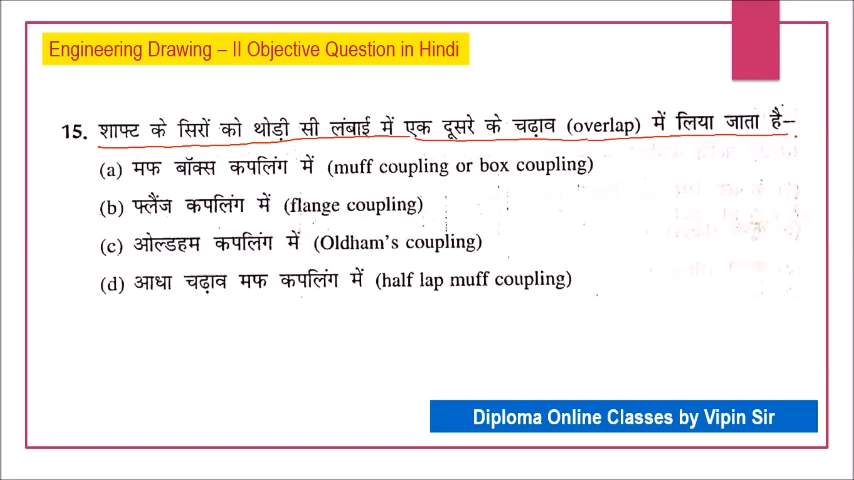 Engineering Drawing – II Objective Question in Hindi
15. शाफ्ट के सिरों को थोड़ी सी लंबाई में एक दूसरे के चढ़ाव (overlap) में लिया जाता है–
(a) मफ बॉक्स कपलिंग में (muff coupling or box coupling)
(b) फ्लैंज कपलिंग में (flange coupling)
(c) ओल्डहम कपलिंग में (Oldham's coupling)
(d) आधा चढ़ाव मफ कपलिंग में (half lap muff coupling)
Diploma Online Classes by Vipin Sir